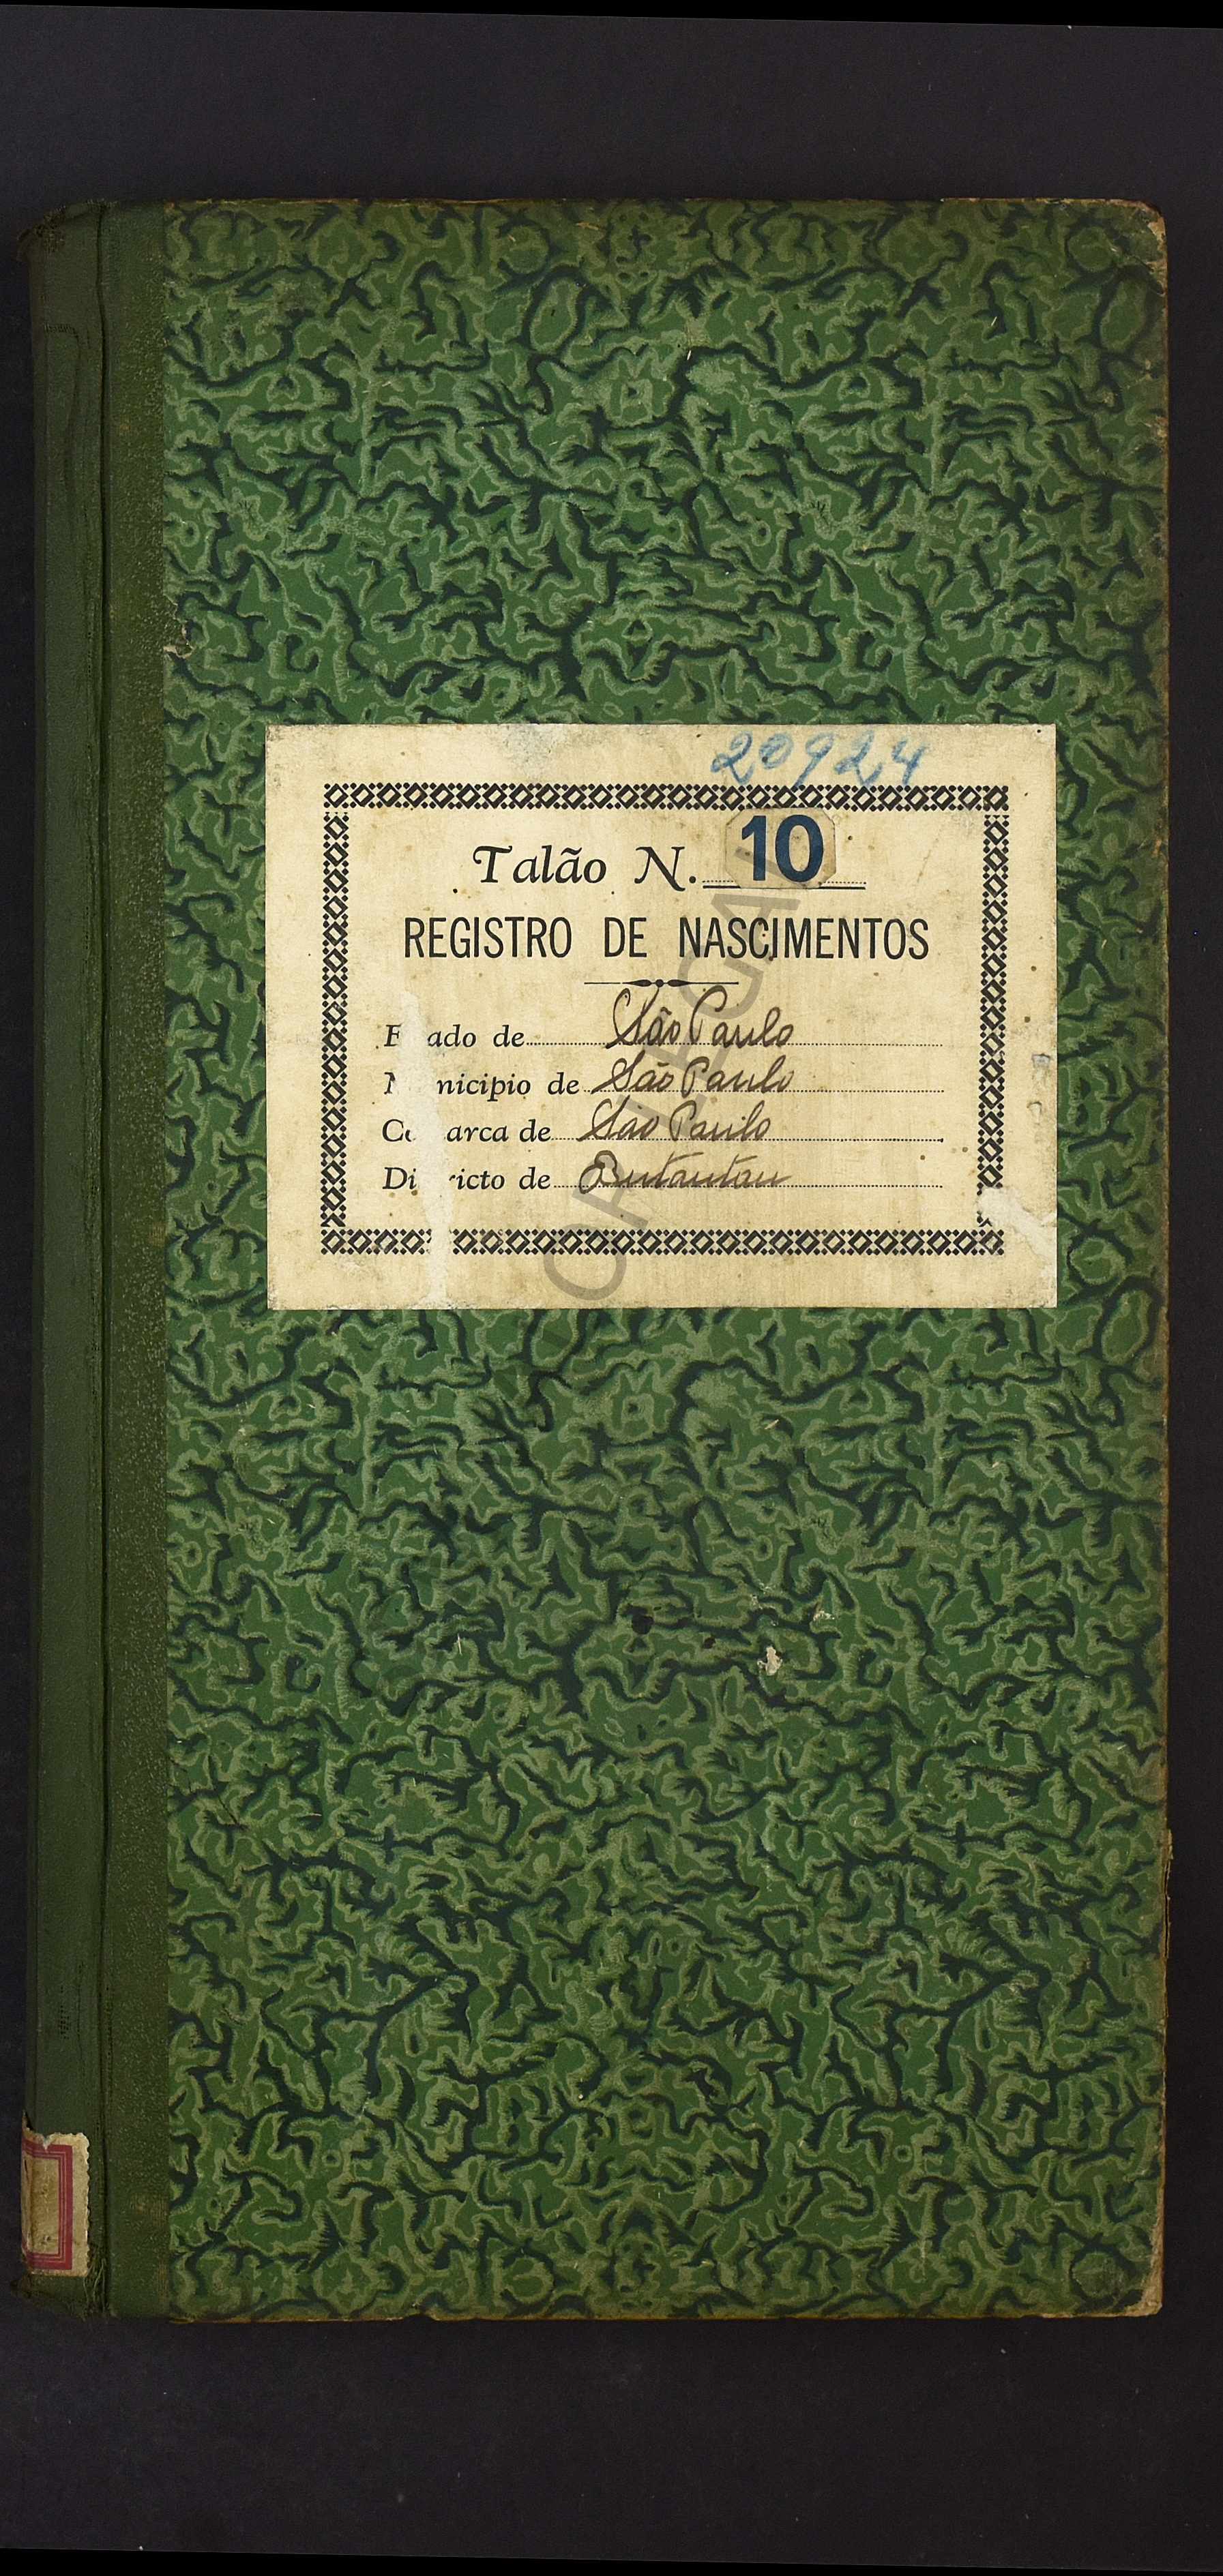 20924
Talão N. 10
REGISTRO DE NASCIMENTOS
E ado de São Paulo
nicipio de São Paulo
Co arca de São Paulo
Di ricto de Butantan